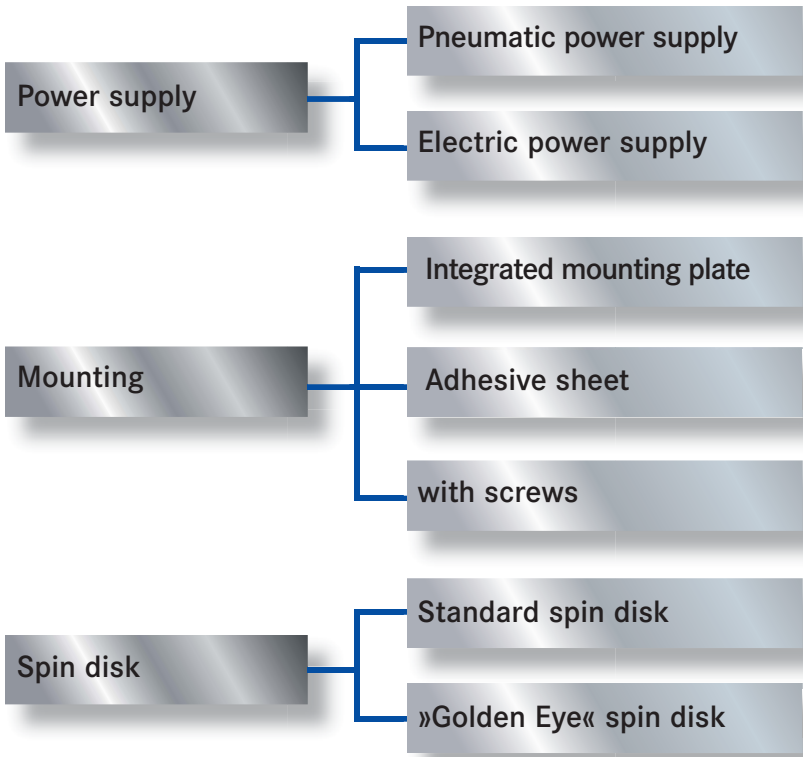 Power supply
Pneumatic power supply
Electric power supply
Mounting
Integrated mounting plate
Adhesive sheet
with screws
Spin disk
Standard spin disk
»Golden Eye« spin disk